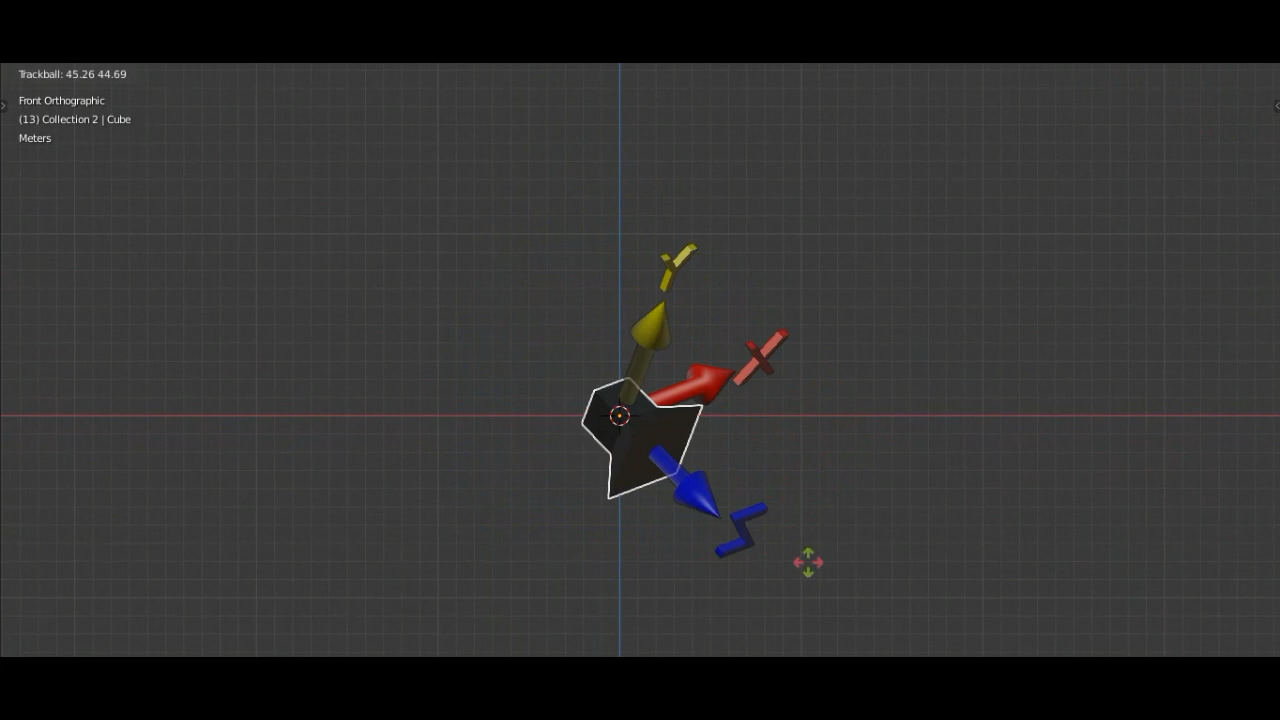 Trackball: 45.26 44.69
Front Orthographic
(13) Collection 2 | Cube
Meters
Y
X
Z